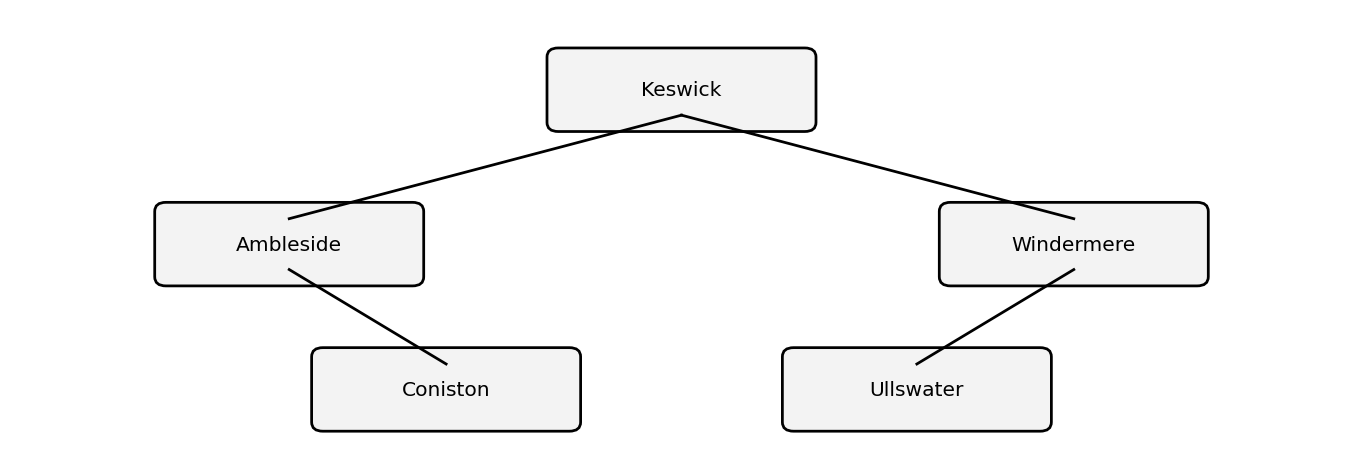 Keswick
Ambleside
Windermere
Coniston
Ullswater